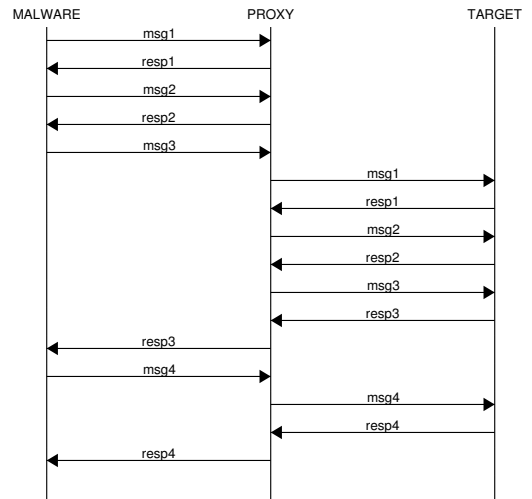 MALWARE PROXY TARGET
msg1
resp1
msg2
resp2
msg3
msg1
resp1
msg2
resp2
msg3
resp3
resp3
msg4
msg4
resp4
resp4